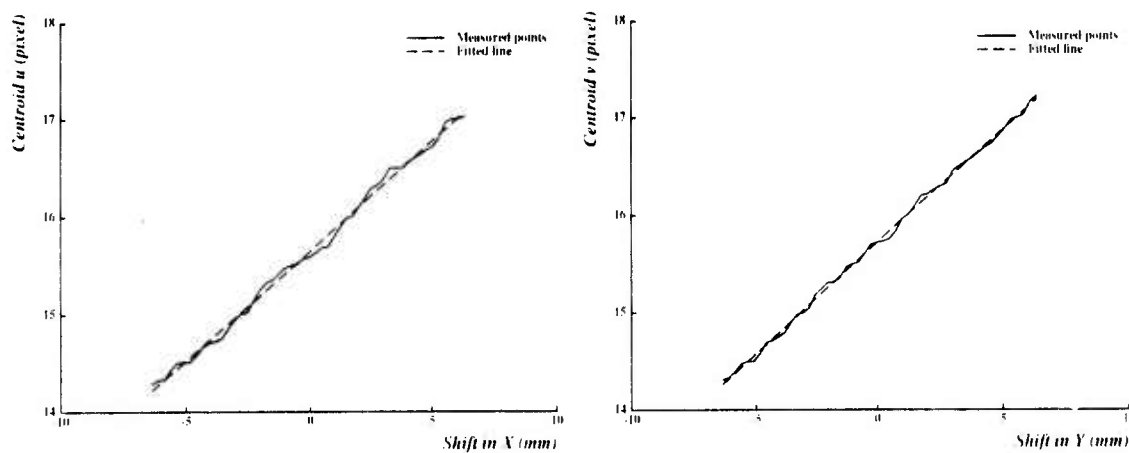 18
17
16
15
14
Centroid u (pixel)
Measured points
Fitted line
-10
-5
0
5
10
Shift in X (mm)
18
17
16
15
14
Centroid v (pixel)
Measured points
Fitted line
-10
-5
0
5
Shift in Y (mm)